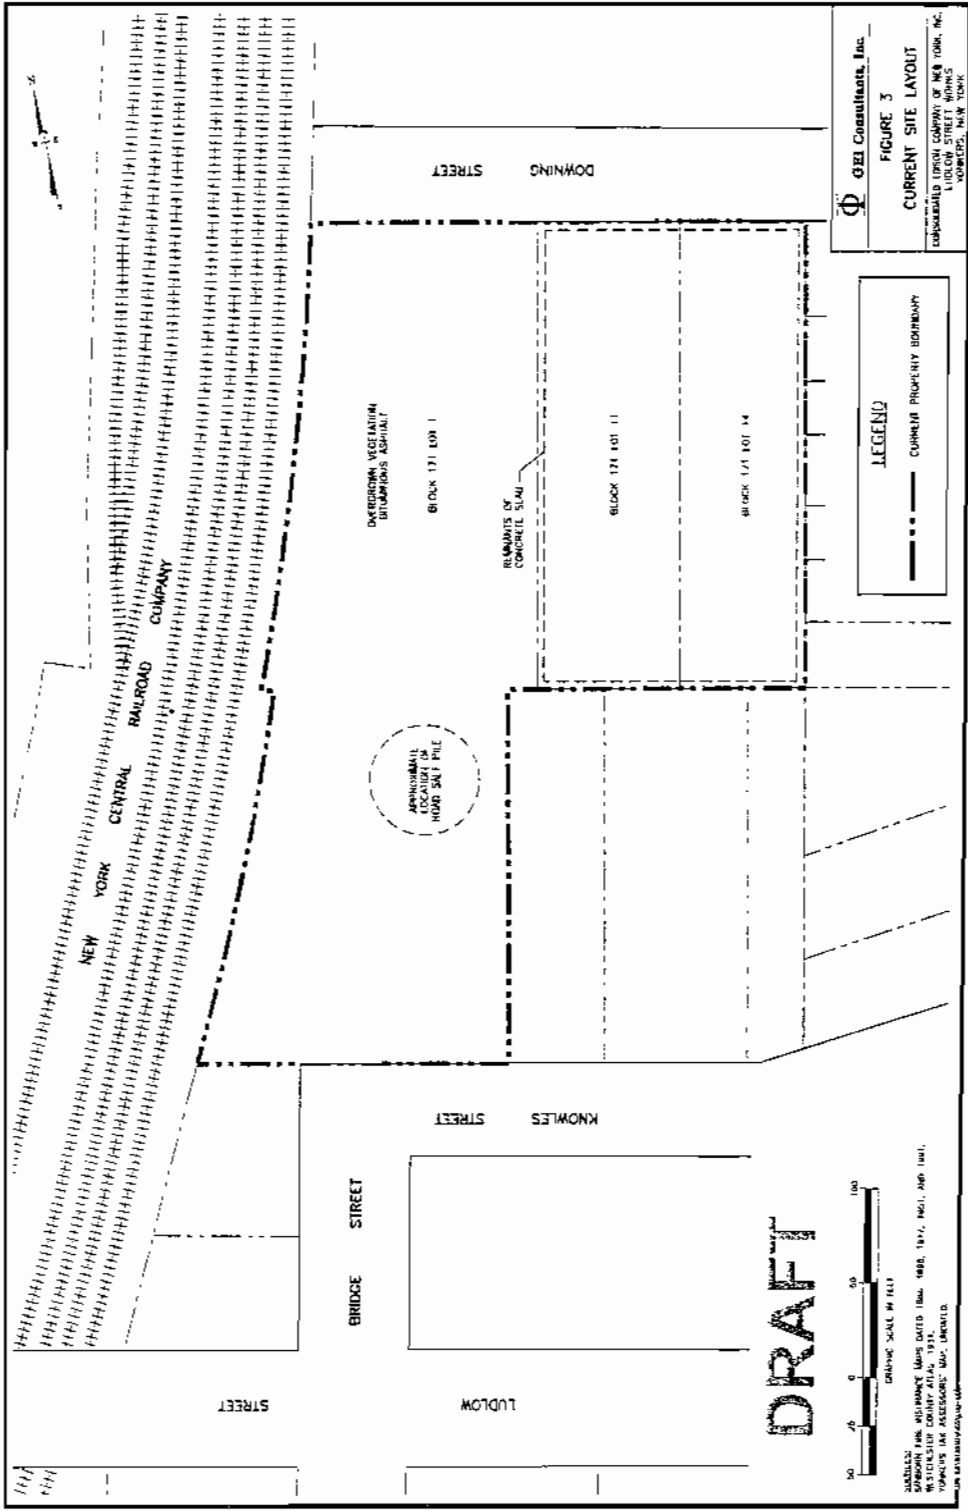 NEW YORK CENTRAL RAILROAD COMPANY
DOWNING STREET
OVERGROWN VEGETATION
BITUMINOUS ASPHALT
BLOCK 171 LOT 1
REMNANTS OF
CONCRETE SLAB
BLOCK 171 LOT 11
BLOCK 171 LOT 14
APPROXIMATE
LOCATION OF
ROAD SALT PILE
KNOWLES STREET
BRIDGE STREET
LUDLOW STREET
DRAFT
50 0 50 100
GRAPHIC SCALE IN FEET
SOURCES:
SANBORN FIRE INSURANCE MAPS DATED
WESTCHESTER COUNTY ATLAS
YONKERS TAX ASSESSORS' MAP, UNDATED.
LEGEND
CURRENT PROPERTY BOUNDARY
GEI Consultants, Inc.
FIGURE 3
CURRENT SITE LAYOUT
CONSOLIDATED EDISON COMPANY OF NEW YORK, INC.
LUDLOW STREET WORKS
YONKERS, NEW YORK